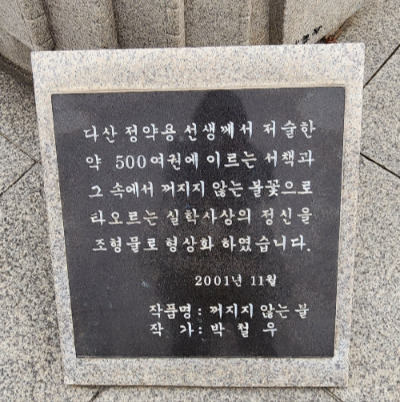 다산 정약용 선생께서 저술한
약 500여권에 이르는 서책과
그 속에서 꺼지지 않는 불꽃으로
타오르는 실학사상의 정신을
조형물로 형상화 하였습니다.
2001년 11월
작품명 : 꺼지지 않는 불
작 가 : 박 철 우